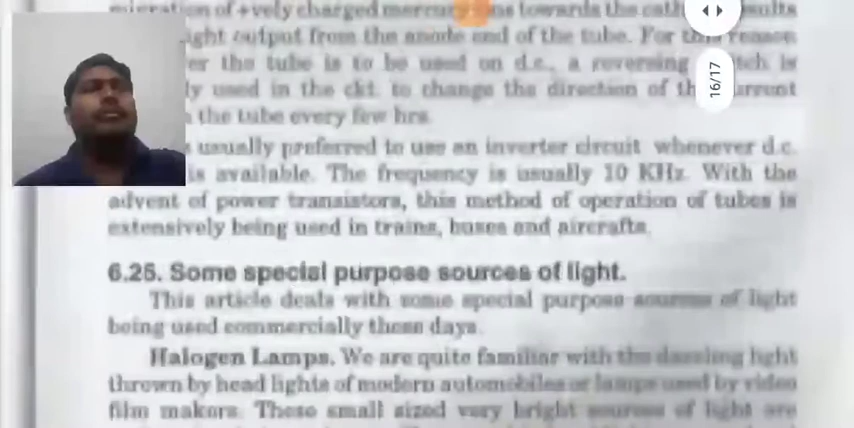 migration of +vely charged mercury ions towards the cath results
ight output from the anode end of the tube. For this reason
er the tube is to be used on d.c., a reversing itch is
ly used in the ckt. to change the direction of th urrent
the tube every few hrs.
usually preferred to use an inverter circuit whenever d.c.
is available. The frequency is usually 10 KHz. With the
advent of power transistors, this method of operation of tubes is
extensively being used in trains, buses and aircrafts.
6.25. Some special purpose sources of light.
This article deals with some special purpose sources of light
being used commercially these days.
Halogen Lamps. We are quite familiar with the dazzling light
thrown by head lights of modern automobiles or lamps used by video
film makers. These small sized very bright sources of light are
16/17